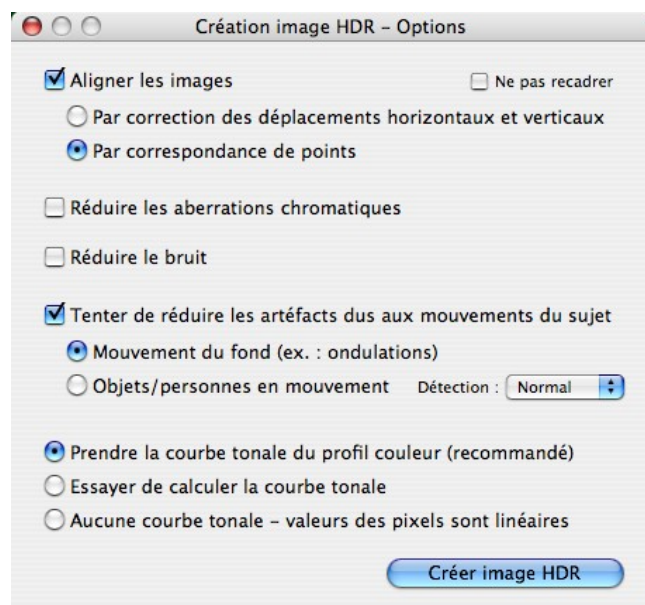 Création image HDR – Options
Aligner les images Ne pas recadrer
Par correction des déplacements horizontaux et verticaux
Par correspondance de points
Réduire les aberrations chromatiques
Réduire le bruit
Tenter de réduire les artéfacts dus aux mouvements du sujet
Mouvement du fond (ex. : ondulations)
Objets/personnes en mouvement Détection : Normal
Prendre la courbe tonale du profil couleur (recommandé)
Essayer de calculer la courbe tonale
Aucune courbe tonale – valeurs des pixels sont linéaires
Créer image HDR